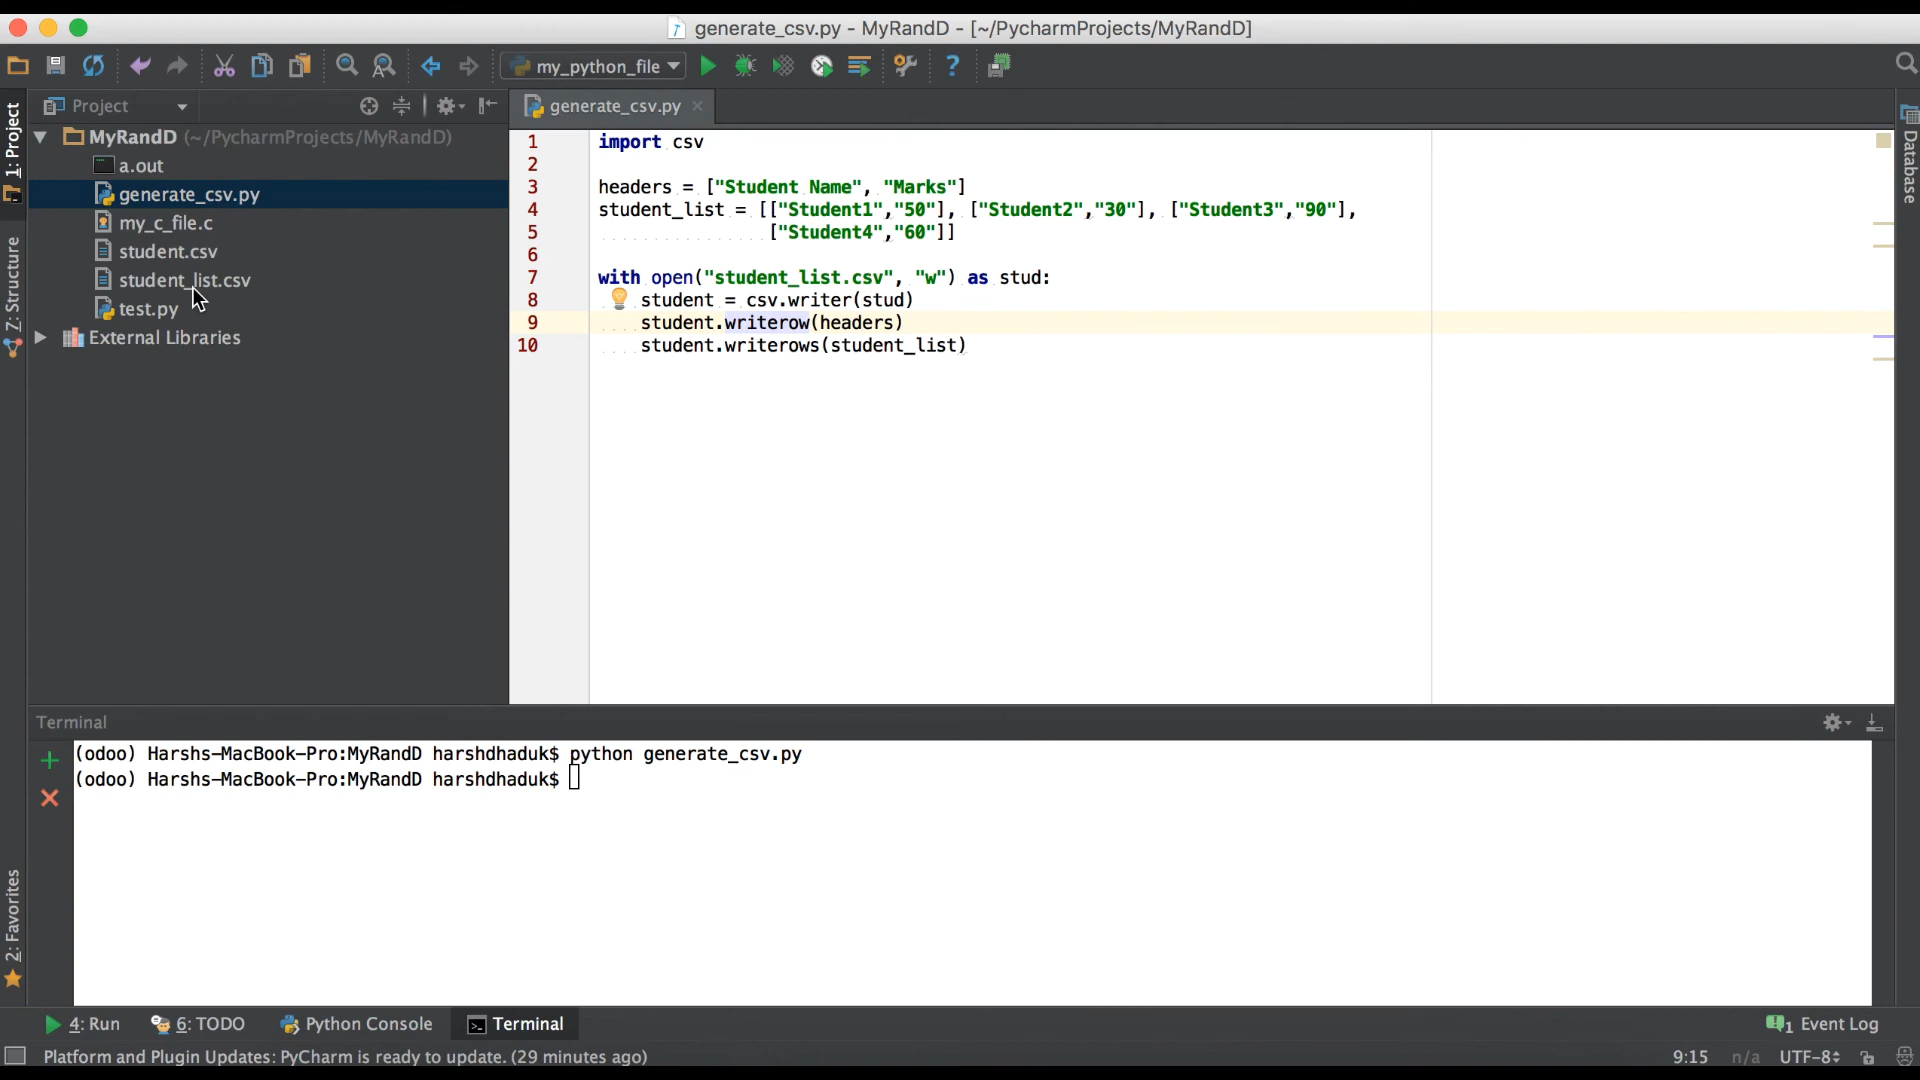 generate_csv.py - MyRandD - [~/PycharmProjects/MyRandD]
my_python_file
Project
generate_csv.py
1: Project
7: Structure
2: Favorites
MyRandD (~/PycharmProjects/MyRandD)
a.out
generate_csv.py
my_c_file.c
student.csv
student_list.csv
test.py
External Libraries
1 import csv
2
3 headers = ["Student Name", "Marks"]
4 student_list = [["Student1","50"], ["Student2","30"], ["Student3","90"],
5 ["Student4","60"]]
6
7 with open("student_list.csv", "w") as stud:
8 student = csv.writer(stud)
9 student.writerow(headers)
10 student.writerows(student_list)
Database
Terminal
(odoo) Harshs-MacBook-Pro:MyRandD harshdhaduk$ python generate_csv.py
(odoo) Harshs-MacBook-Pro:MyRandD harshdhaduk$
4: Run 6: TODO Python Console Terminal 1 Event Log
Platform and Plugin Updates: PyCharm is ready to update. (29 minutes ago) 9:15 n/a UTF-8